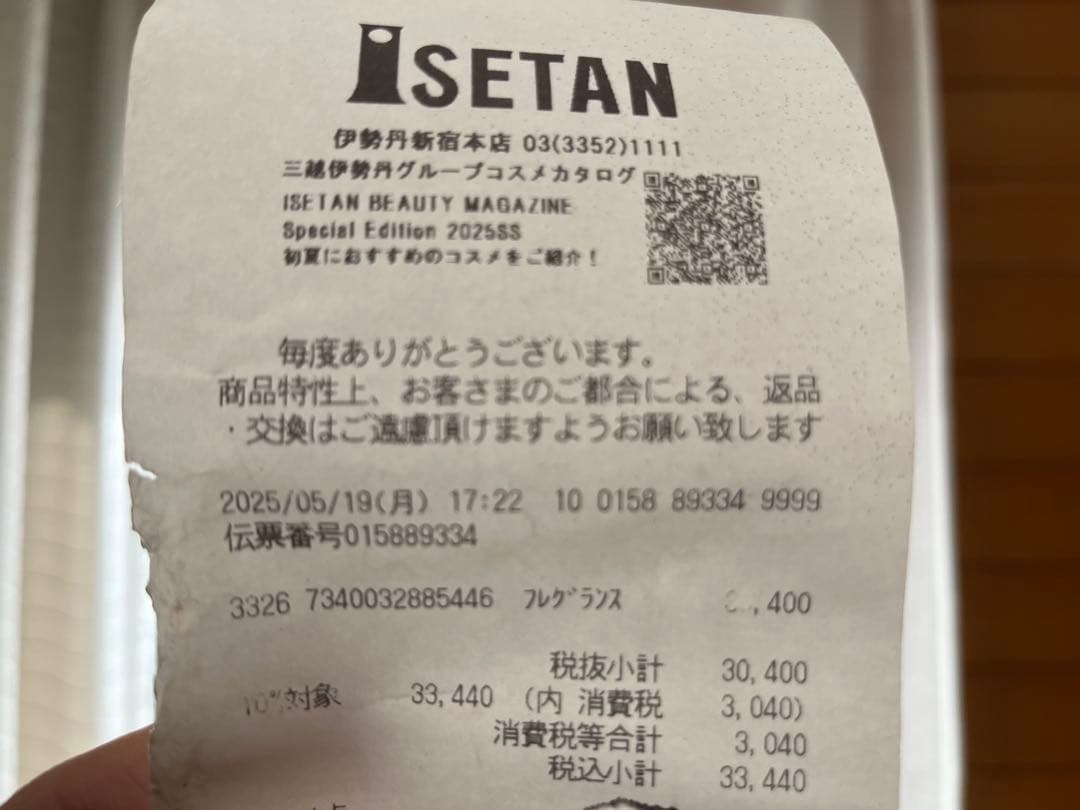 ISETAN
伊勢丹新宿本店 03(3352)1111
三越伊勢丹グループコスメカタログ
ISETAN BEAUTY MAGAZINE
Special Edition 2025SS
初夏におすすめのコスメをご紹介!
毎度ありがとうございます。
商品特性上、お客さまのご都合による、返品
・交換はご遠慮頂けますようお願い致します
2025/05/19(月) 17:22 10 0158 89334 9999
伝票番号015889334
3326 7340032885446 フレグランス ,400
税抜小計 30,400
10%対象 33,440 (内 消費税 3,040)
消費税等合計 3,040
税込小計 33,440